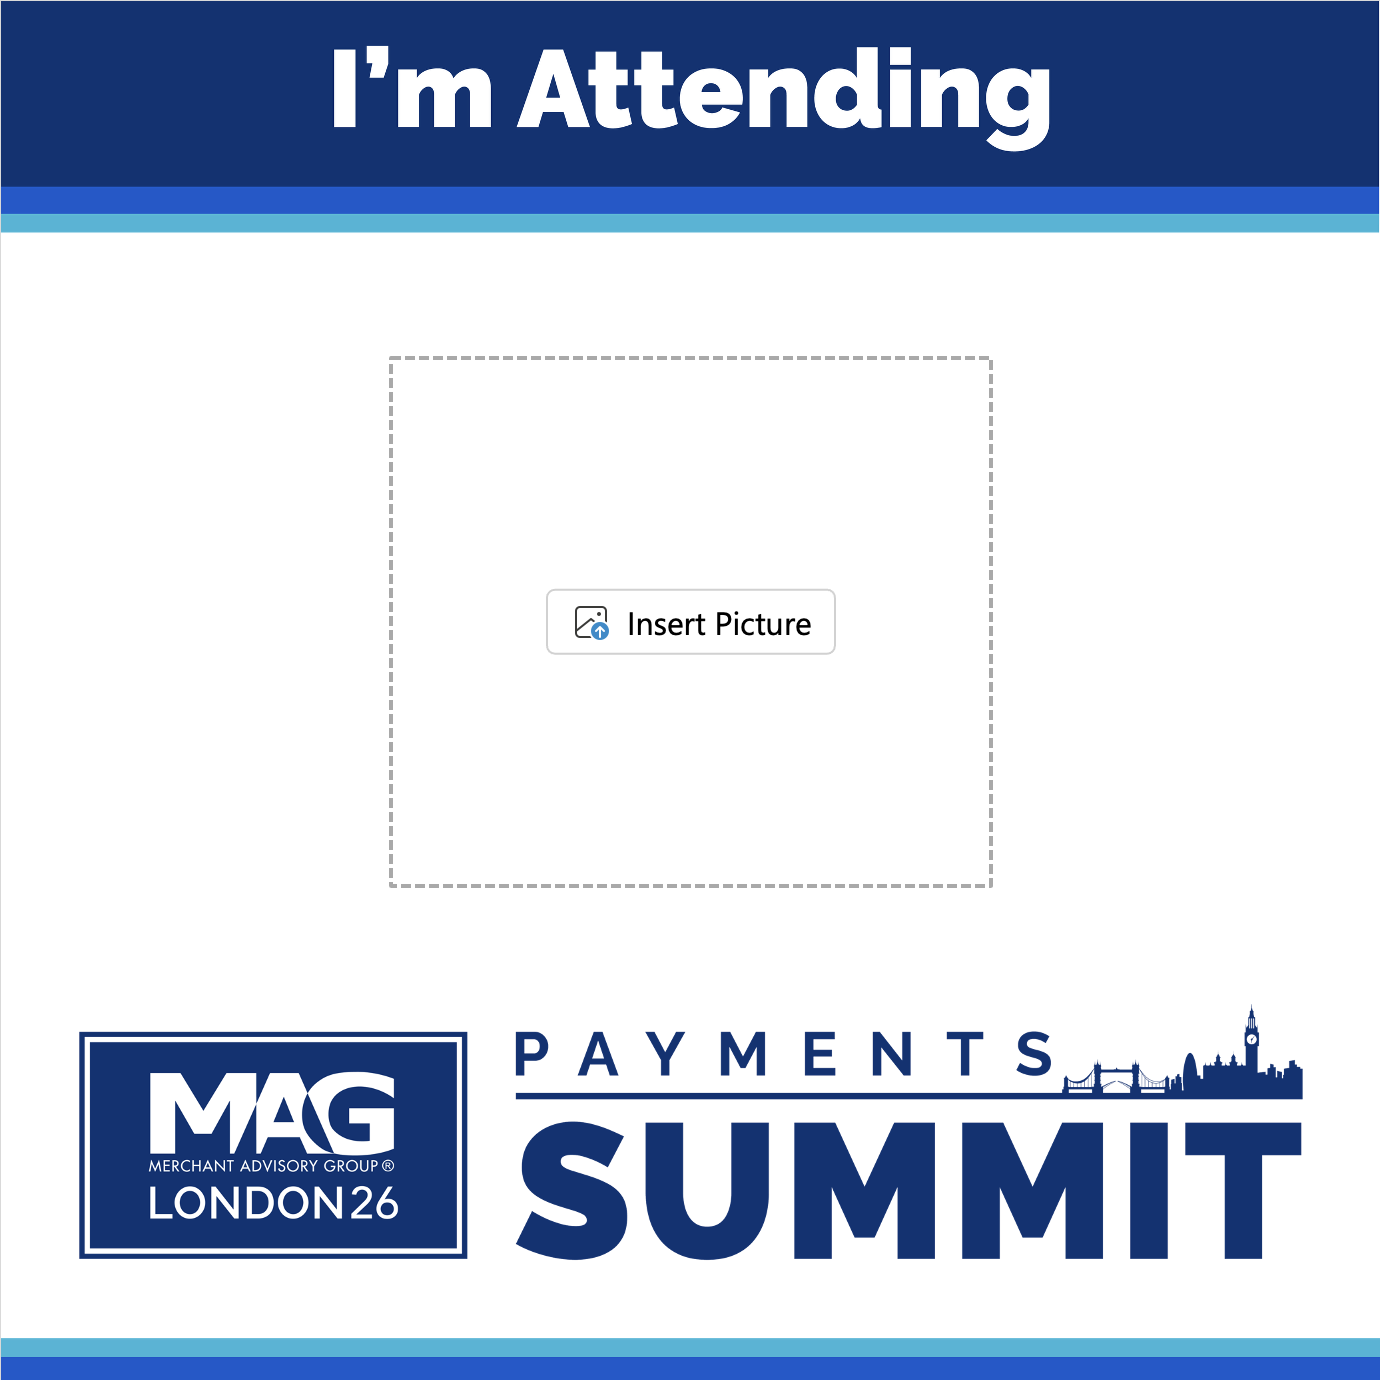 I’m Attending
Insert Picture
PAYMENTS
SUMMIT
MAG
MERCHANT ADVISORY GROUP®
LONDON26